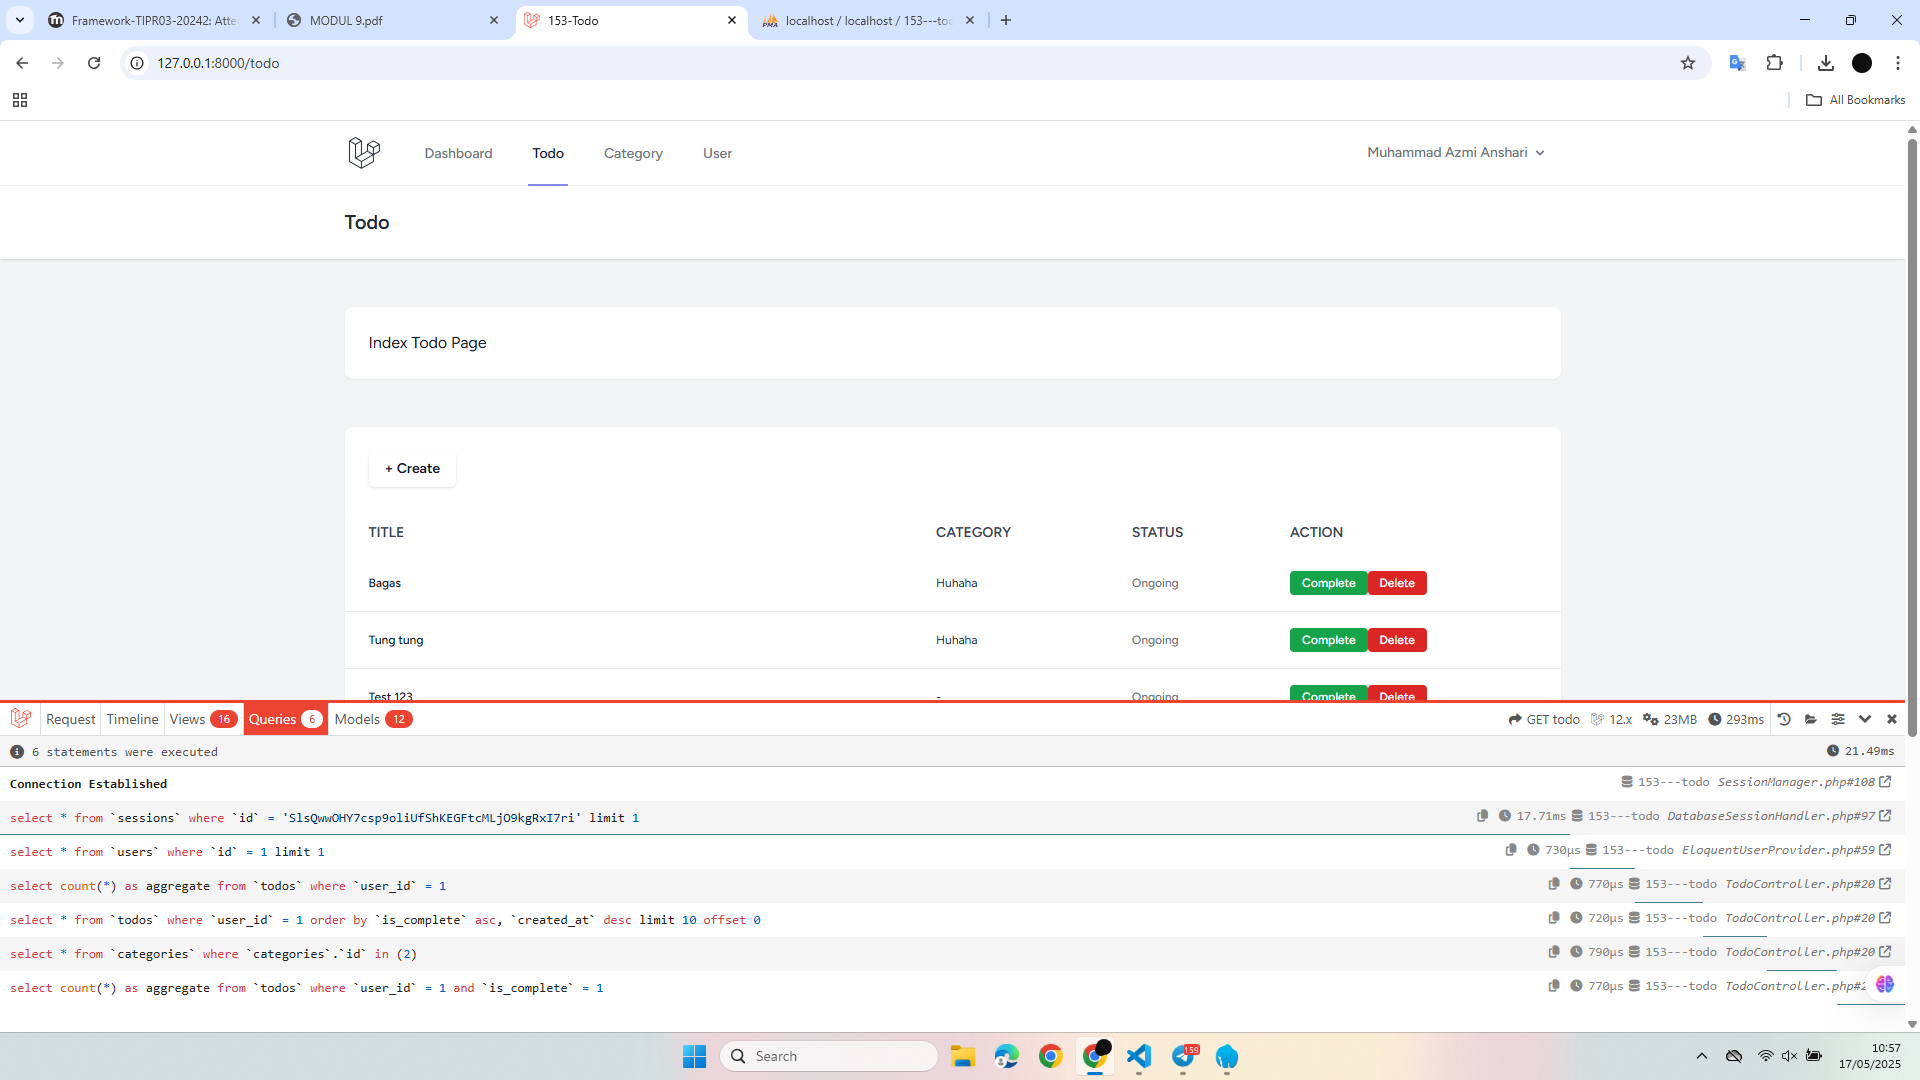 Framework-TIPR03-20242: Atte
MODUL 9.pdf
153-Todo
localhost / localhost / 153---to
127.0.0.1:8000/todo
All Bookmarks
Dashboard
Todo
Category
User
Muhammad Azmi Anshari
Todo
Index Todo Page
+ Create
TITLE CATEGORY STATUS ACTION
Bagas Huhaha Ongoing Complete Delete
Tung tung Huhaha Ongoing Complete Delete
Test 123 - Ongoing Complete Delete
Request Timeline Views 16 Queries 6 Models 12 GET todo 12.x 23MB 293ms
6 statements were executed 21.49ms
Connection Established 153---todo SessionManager.php#108
select * from `sessions` where `id` = 'SlsQwwOHY7csp9oliUfShKEGFtcMLjO9kgRxI7ri' limit 1 17.71ms 153---todo DatabaseSessionHandler.php#97
select * from `users` where `id` = 1 limit 1 730μs 153---todo EloquentUserProvider.php#59
select count(*) as aggregate from `todos` where `user_id` = 1 770μs 153---todo TodoController.php#20
select * from `todos` where `user_id` = 1 order by `is_complete` asc, `created_at` desc limit 10 offset 0 720μs 153---todo TodoController.php#20
select * from `categories` where `categories`.`id` in (2) 790μs 153---todo TodoController.php#20
select count(*) as aggregate from `todos` where `user_id` = 1 and `is_complete` = 1 770μs 153---todo TodoController.php#2
Search
159
10:57
17/05/2025